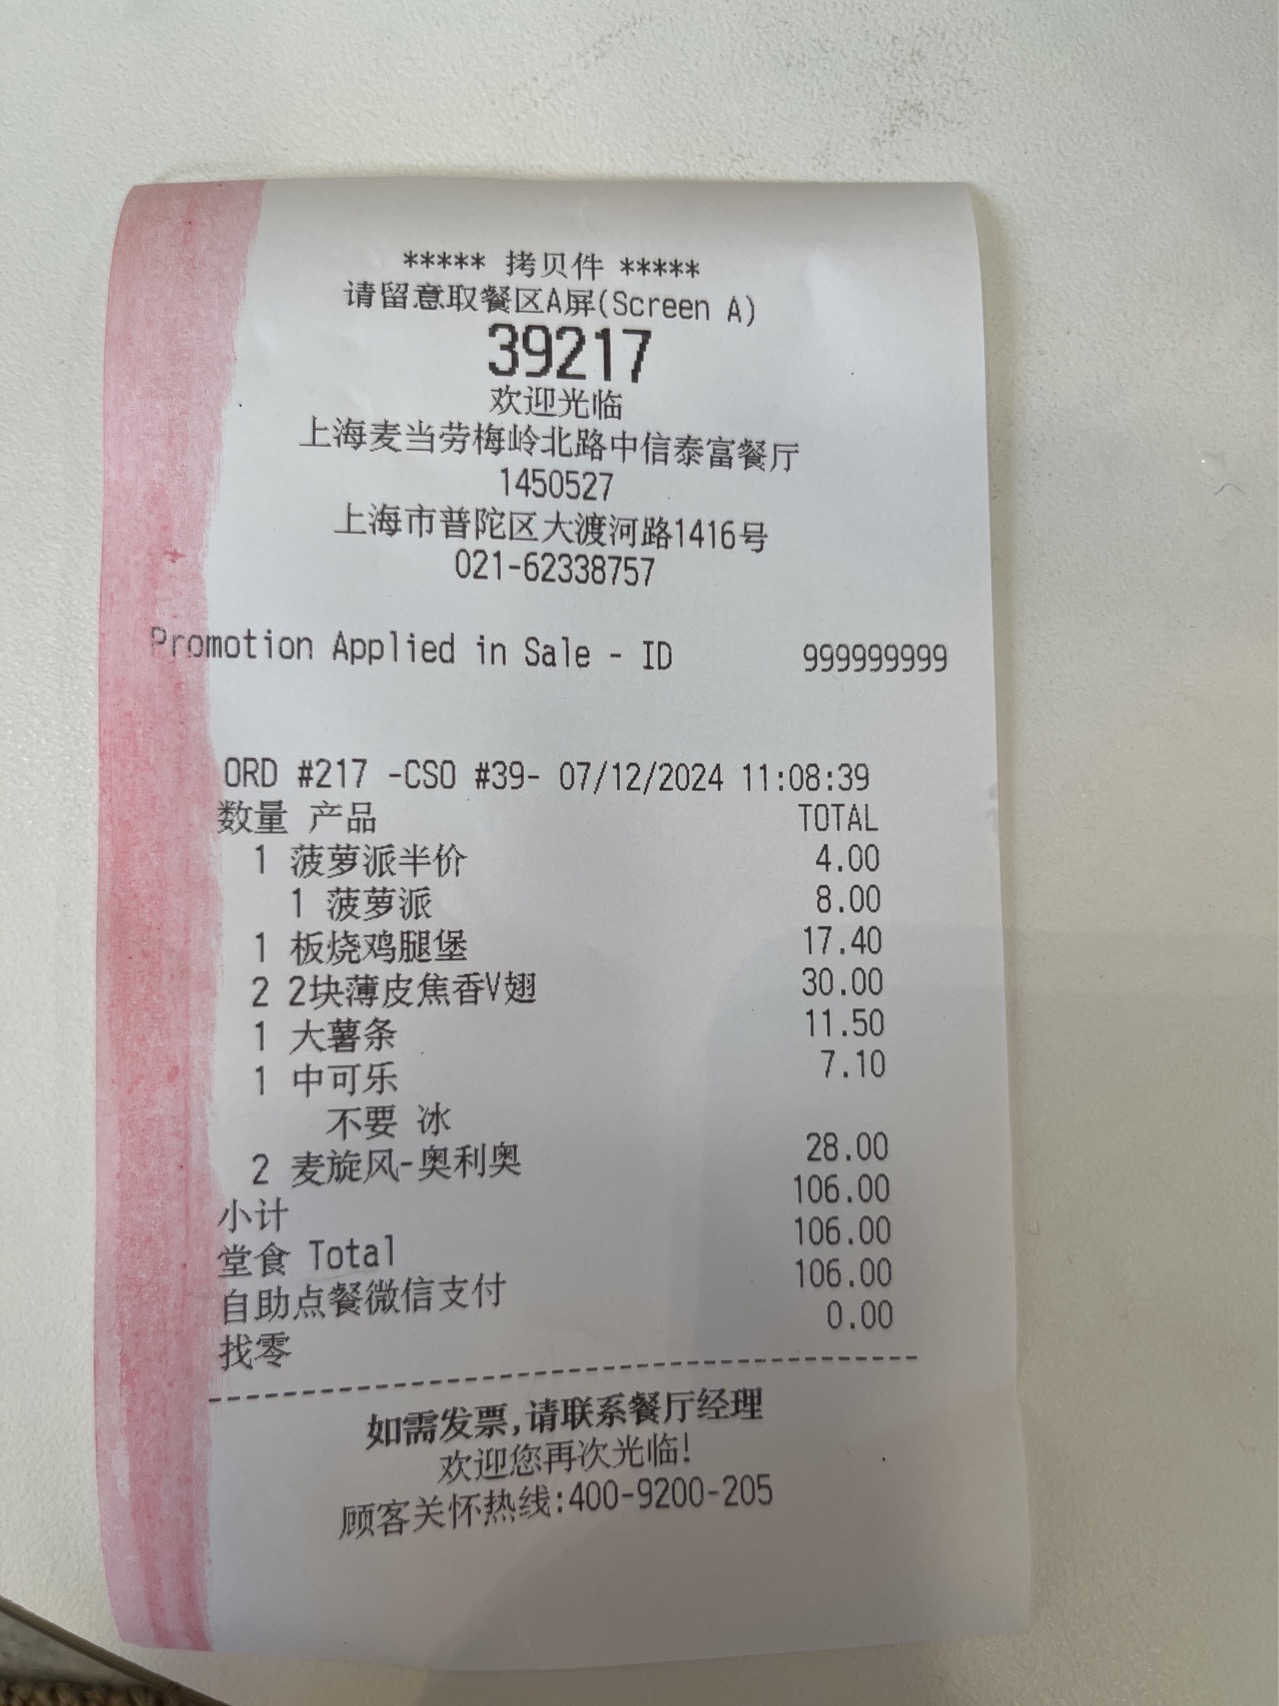 ***** 拷贝件 *****
请留意取餐区A屏(Screen A)
39217
欢迎光临
上海麦当劳梅岭北路中信泰富餐厅
1450527
上海市普陀区大渡河路1416号
021-62338757
Promotion Applied in Sale - ID 999999999
ORD #217 -CSO #39- 07/12/2024 11:08:39
数量 产品 TOTAL
1 菠萝派半价 4.00
1 菠萝派 8.00
1 板烧鸡腿堡 17.40
2 2块薄皮焦香V翅 30.00
1 大薯条 11.50
1 中可乐 7.10
不要 冰
2 麦旋风-奥利奥 28.00
小计 106.00
堂食 Total 106.00
自助点餐微信支付 106.00
找零 0.00
如需发票,请联系餐厅经理
欢迎您再次光临!
顾客关怀热线:400-9200-205